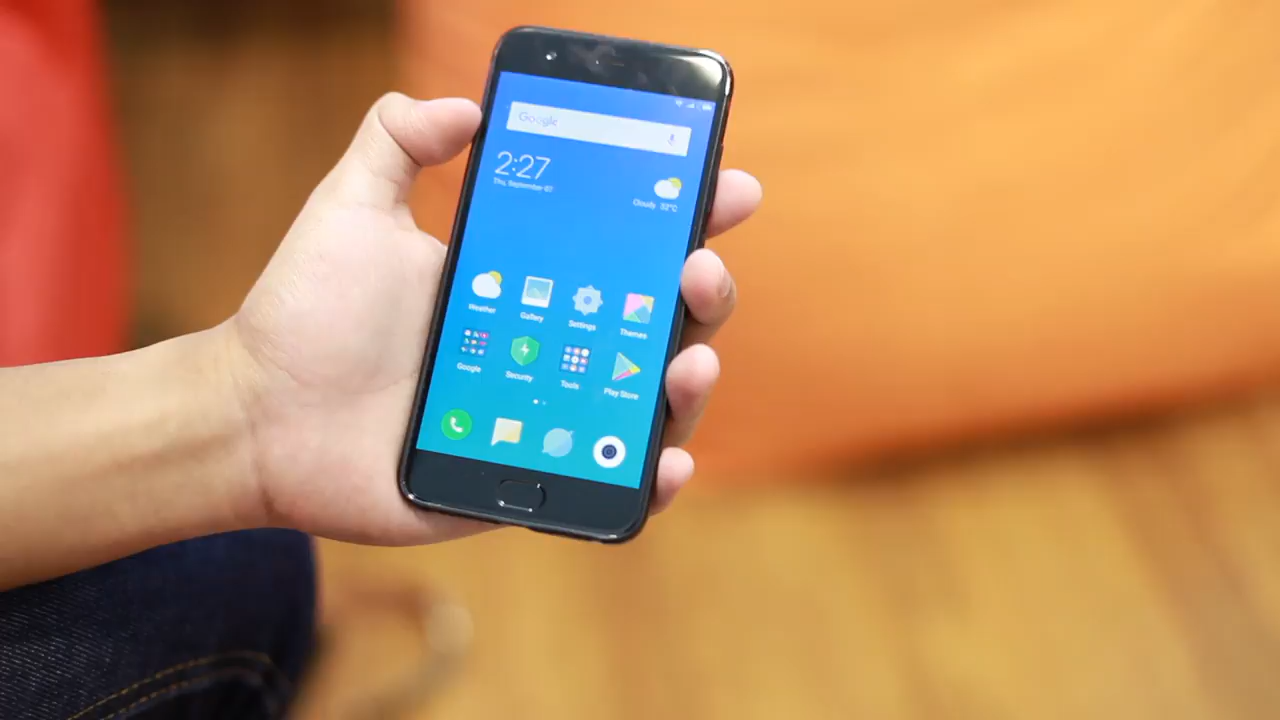 Google
2:27
Thu, September 07
Cloudy 32°C
Weather Gallery Settings Themes
Google Security Tools Play Store